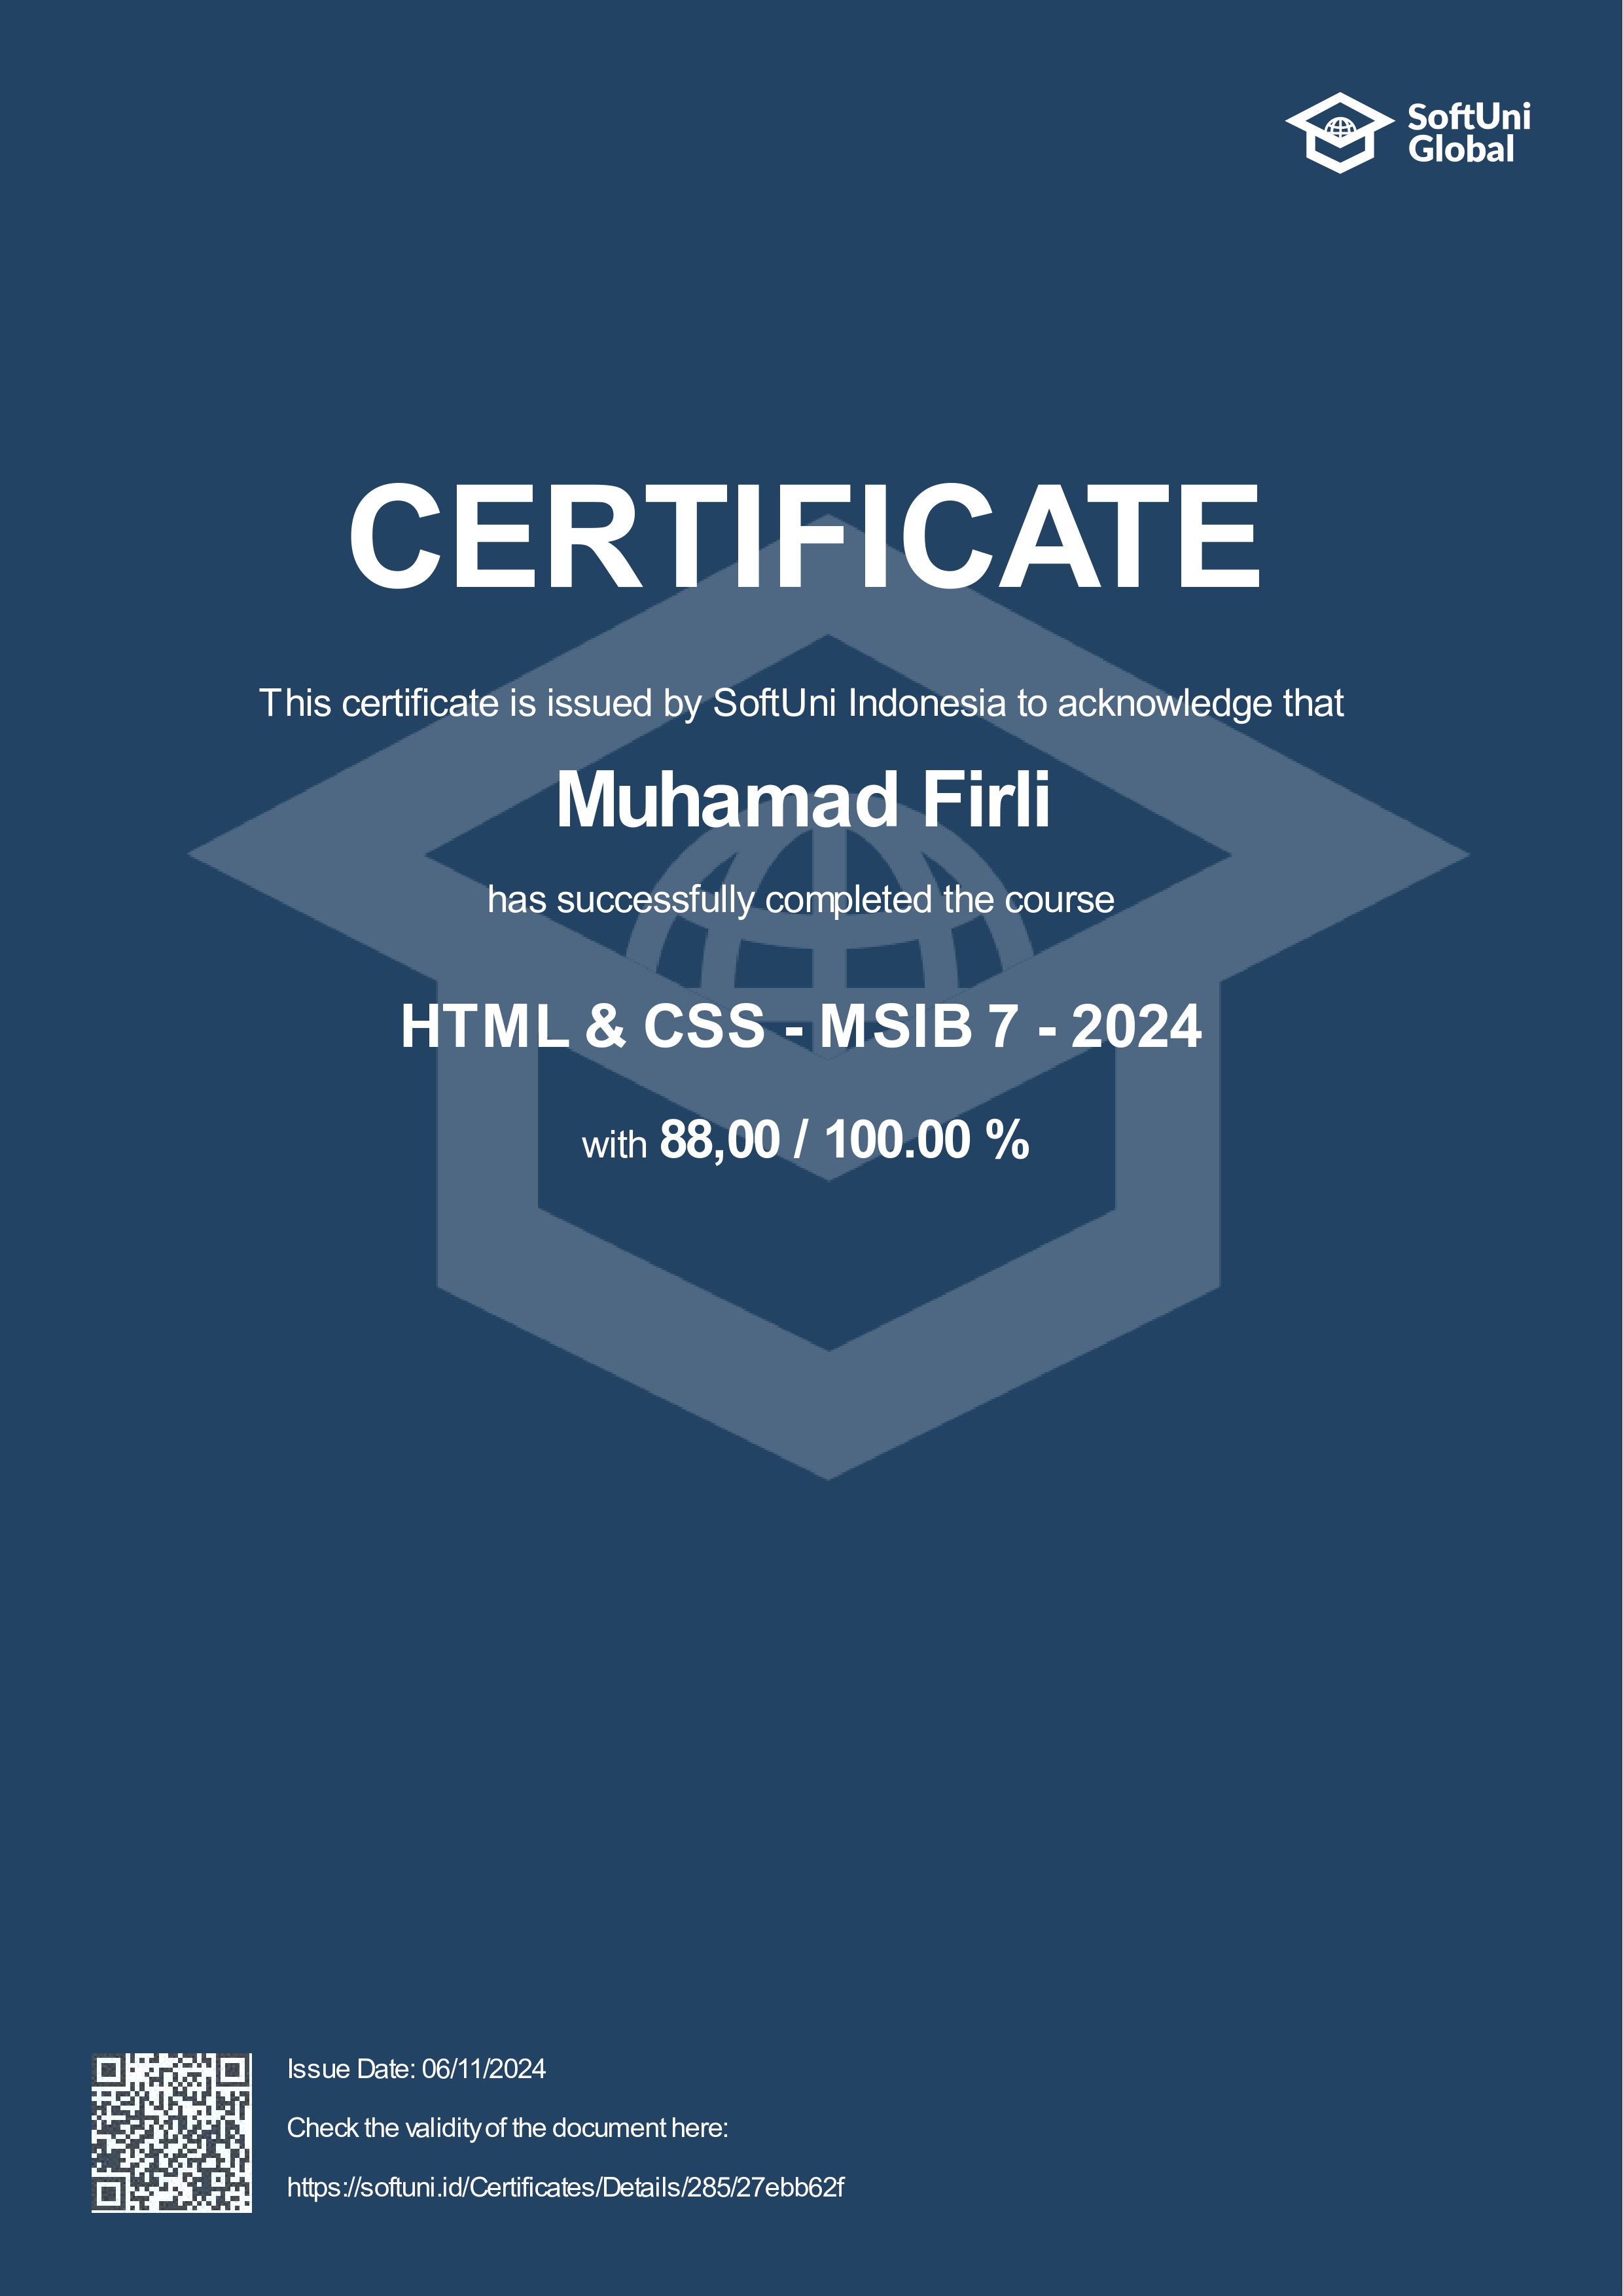 SoftUni
Global
CERTIFICATE
This certificate is issued by SoftUni Indonesia to acknowledge that
Muhamad Firli
has successfully completed the course
HTML & CSS - MSIB 7 - 2024
with 88,00 / 100.00 %
Issue Date: 06/11/2024
Check the validity of the document here:
https://softuni.id/Certificates/Details/285/27ebb62f